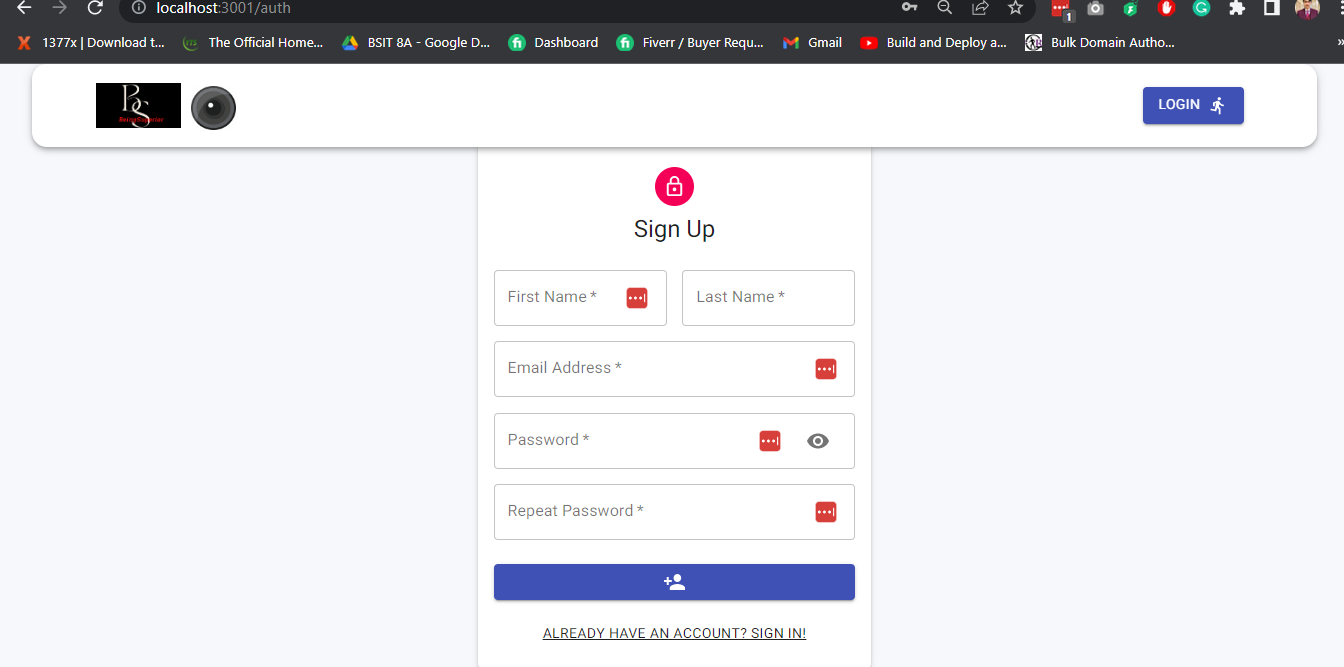 localhost:3001/auth
1
1377x | Download t...
The Official Home...
BSIT 8A - Google D...
Dashboard
Fiverr / Buyer Requ...
Gmail
Build and Deploy a...
Bulk Domain Autho...
»
BS
LOGIN
Sign Up
First Name *
Last Name *
Email Address *
Password *
Repeat Password *
ALREADY HAVE AN ACCOUNT? SIGN IN!